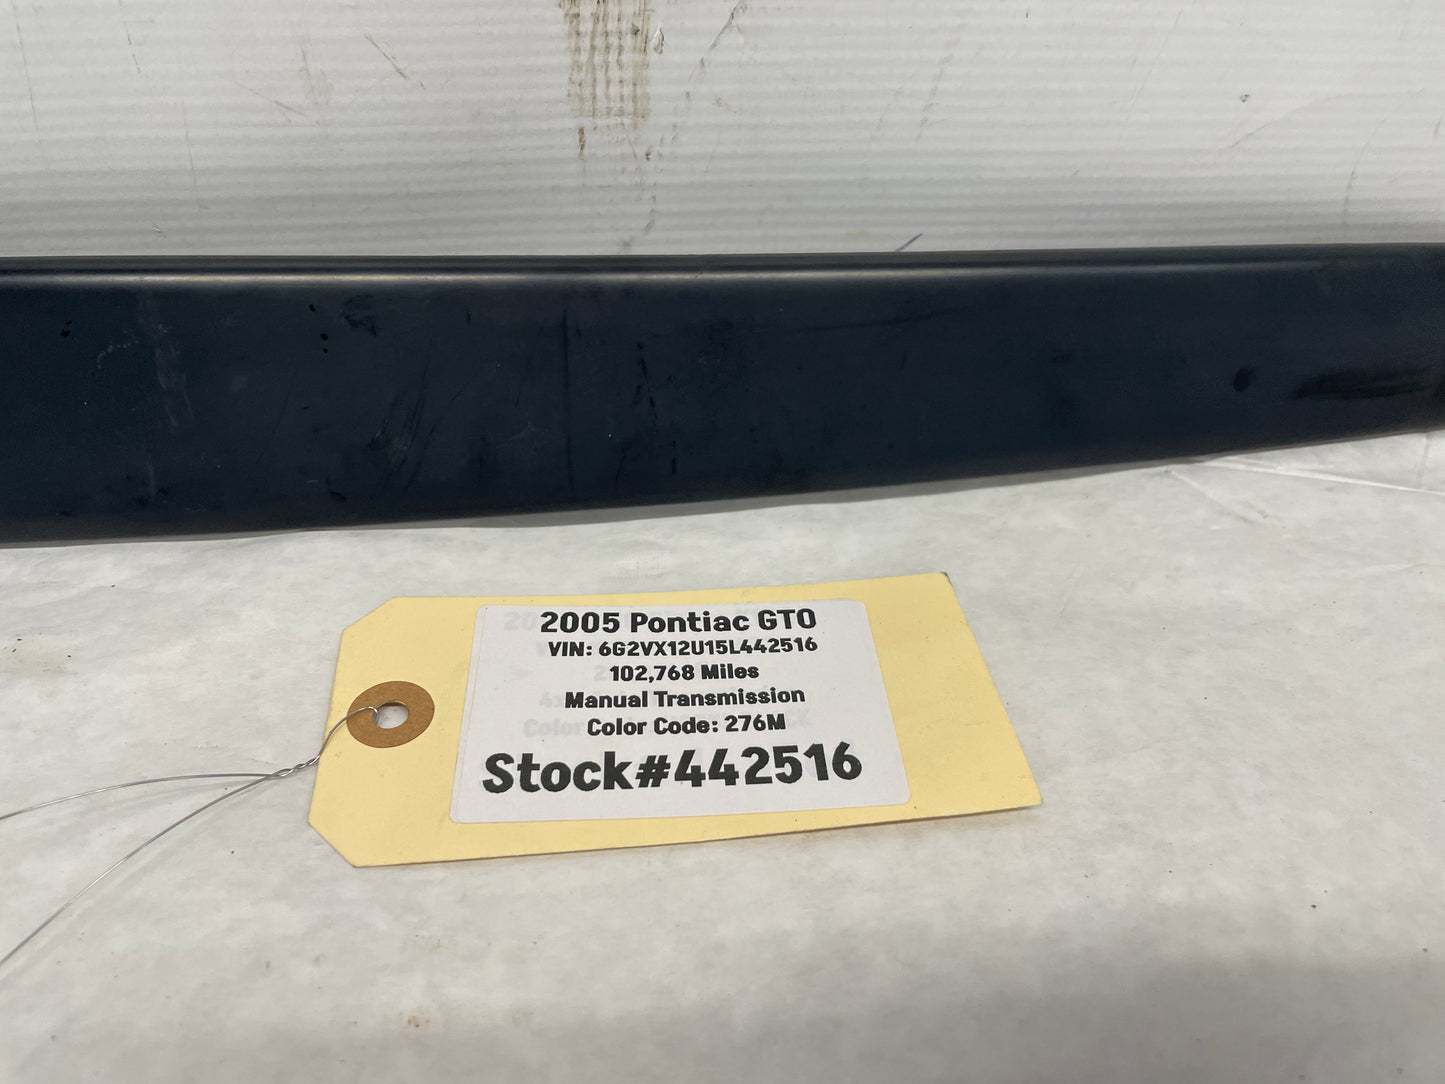 2005 Pontiac GTO
VIN: 6G2VX12U15L442516
102,768 Miles
Manual Transmission
Color Code: 276M
Stock#442516